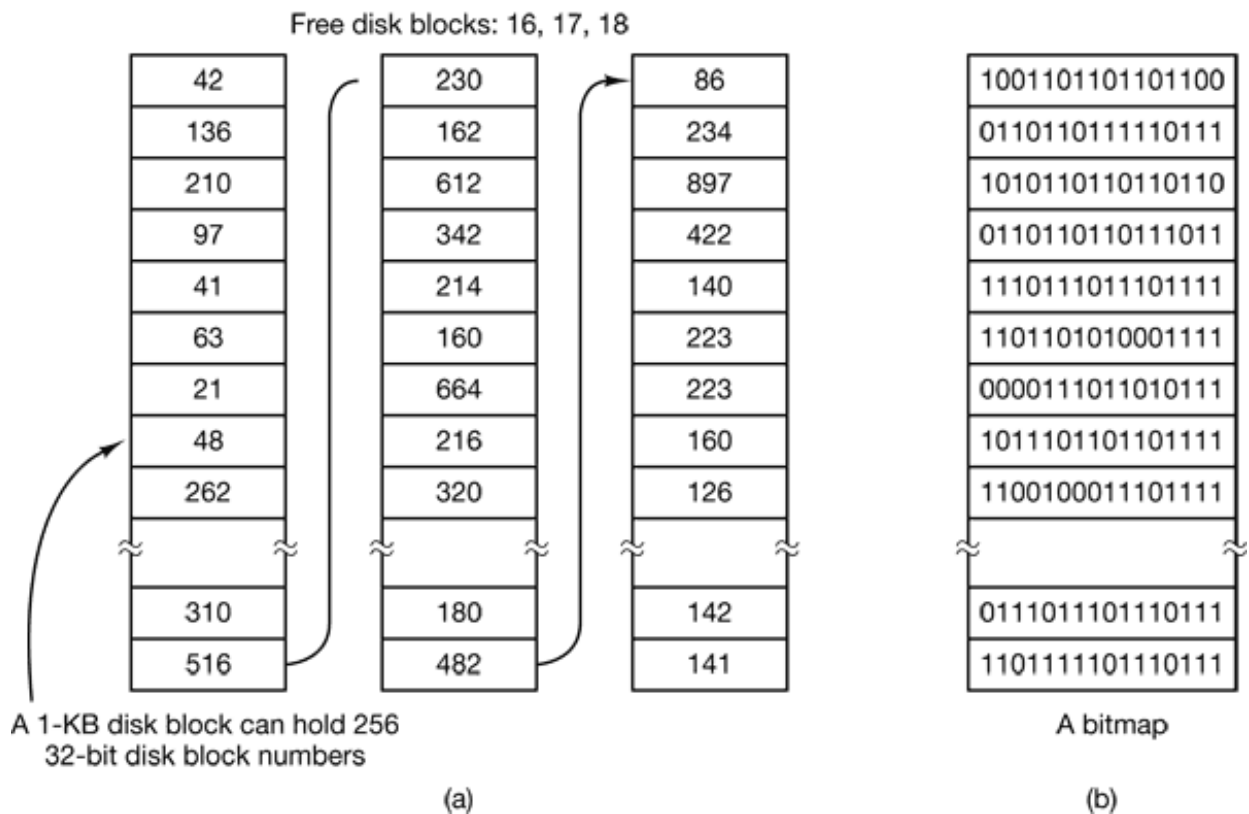 Free disk blocks: 16, 17, 18
42 230 86 1001101101101100
136 162 234 0110110111110111
210 612 897 1010110110110110
97 342 422 0110110110111011
41 214 140 1110111011101111
63 160 223 1101101010001111
21 664 223 0000111011010111
48 216 160 1011101101101111
262 320 126 1100100011101111
310 180 142 0111011101110111
516 482 141 1101111101110111
A 1-KB disk block can hold 256
32-bit disk block numbers
A bitmap
(a) (b)